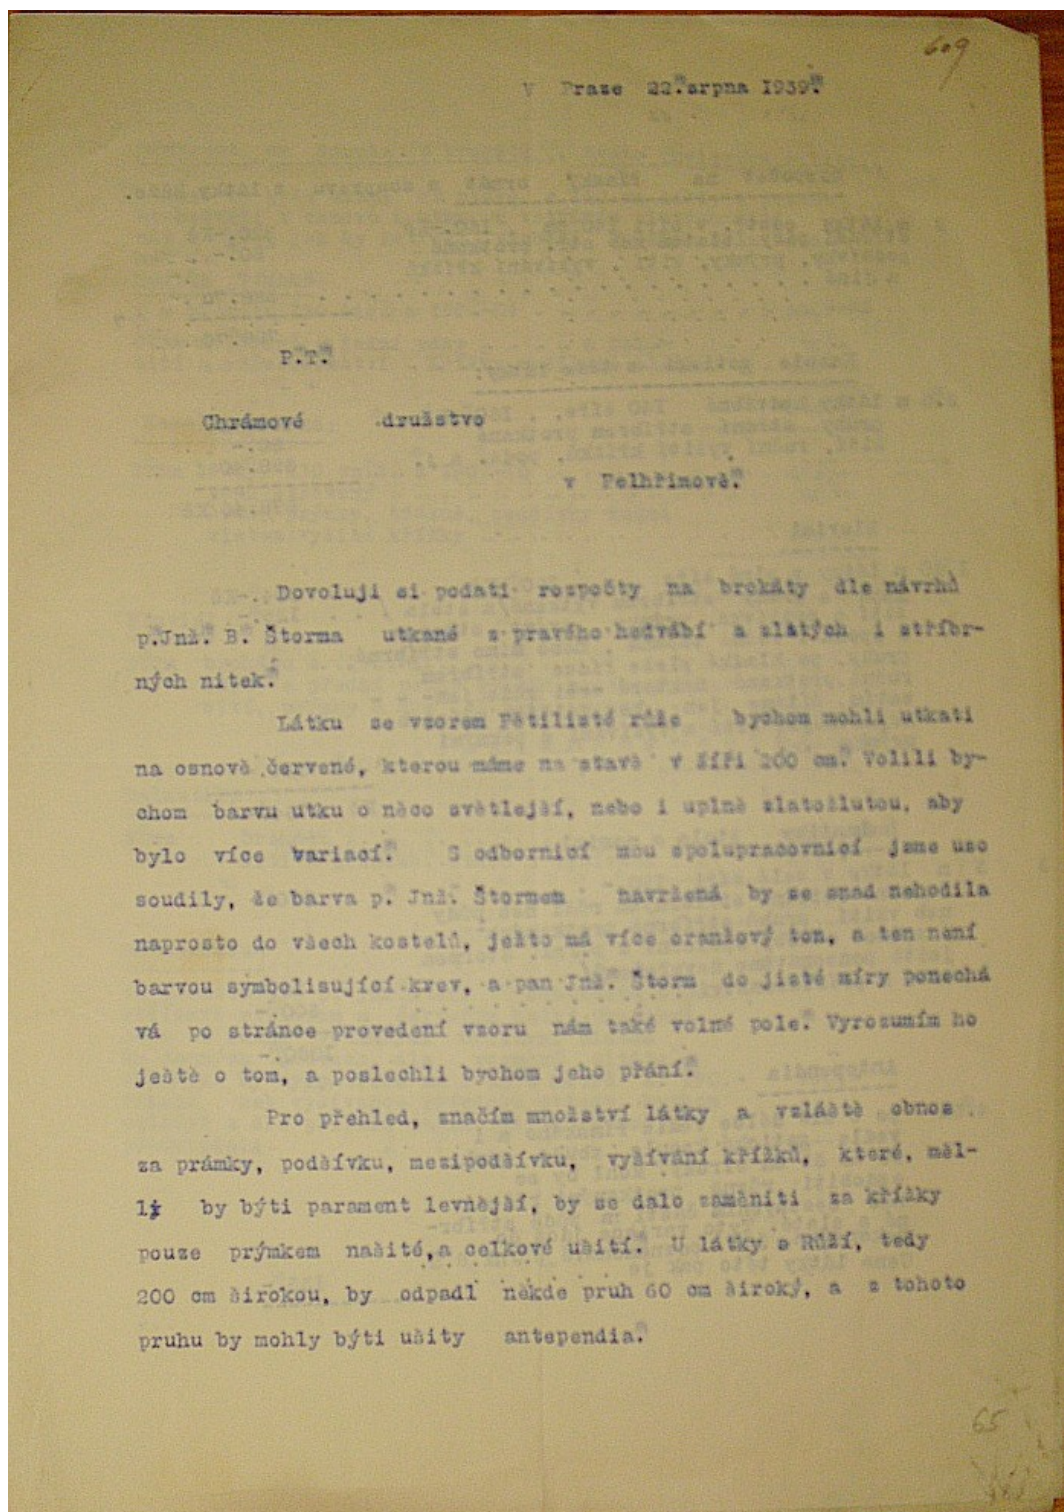 609
V Praze 22. srpna 1939.
P.T.
Chrámové družstvo
v Pelhřimově.
Dovoluji si podati rozpočty na brokáty dle návrhů
p.Jnž. B. Štorma utkané z pravého hedvábí a zlatých i stříbr-
ných nitek.
Látku se vzorem Pětilisté růže bychom mohli utkati
na osnově červené, kterou máme na stavě v šíři 200 cm. Volili by-
chom barvu utku o něco světlejší, nebo i uplně zlatožlutou, aby
bylo více variací. S odbornicí mou spolupracovnicí jsme uso
soudily, že barva p. Jnž. Štormem navržená by se snad nehodila
naprosto do všech kostelů, ježto má více oranžový ton, a ten není
barvou symbolisující krev, a pan Jnž. Štorm do jisté míry ponechá
vá po stránce provedení vzoru nám také volné pole. Vyrozumím ho
ještě o tom, a poslechli bychom jeho přání.
Pro přehled, značím množství látky a vzláště obnos
za prámky, podšívku, mezipodšívku, vyšívání křížků, které, měl-
li by býti parament levnější, by se dalo zaměniti za křížky
pouze prýmkem našité, a celkové ušití. U látky s Růží, tedy
200 cm širokou, by odpadl někde pruh 60 cm široký, a z tohoto
pruhu by mohly býti ušity antependia.
65